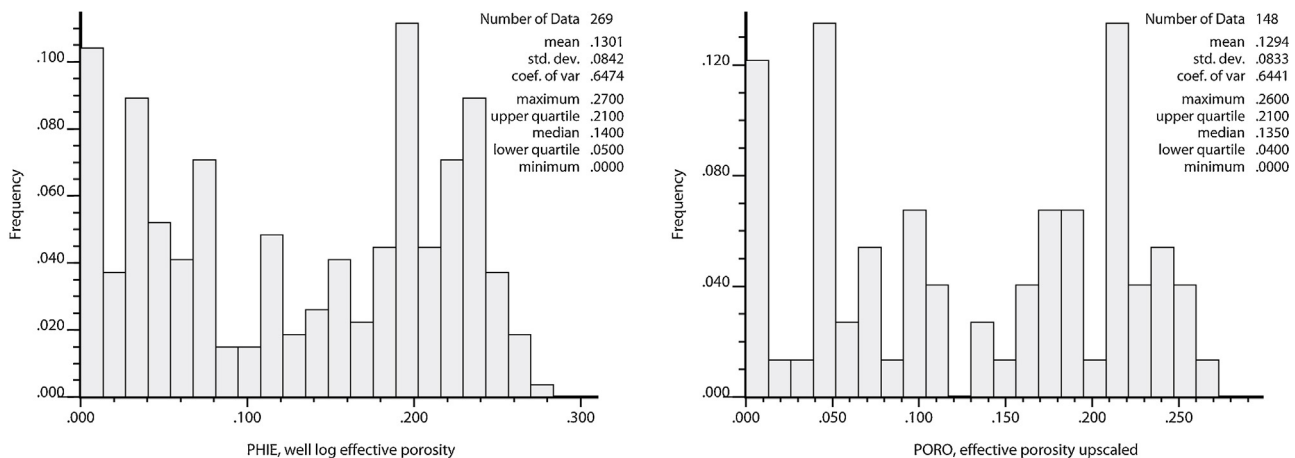 Number of Data 269
mean .1301
std. dev. .0842
coef. of var .6474
maximum .2700
upper quartile .2100
median .1400
lower quartile .0500
minimum .0000
Frequency
.100
.080
.060
.040
.020
.000
.000 .100 .200 .300
PHIE, well log effective porosity
Number of Data 148
mean .1294
std. dev. .0833
coef. of var .6441
maximum .2600
upper quartile .2100
median .1350
lower quartile .0400
minimum .0000
Frequency
.120
.080
.040
.000
.000 .050 .100 .150 .200 .250
PORO, effective porosity upscaled